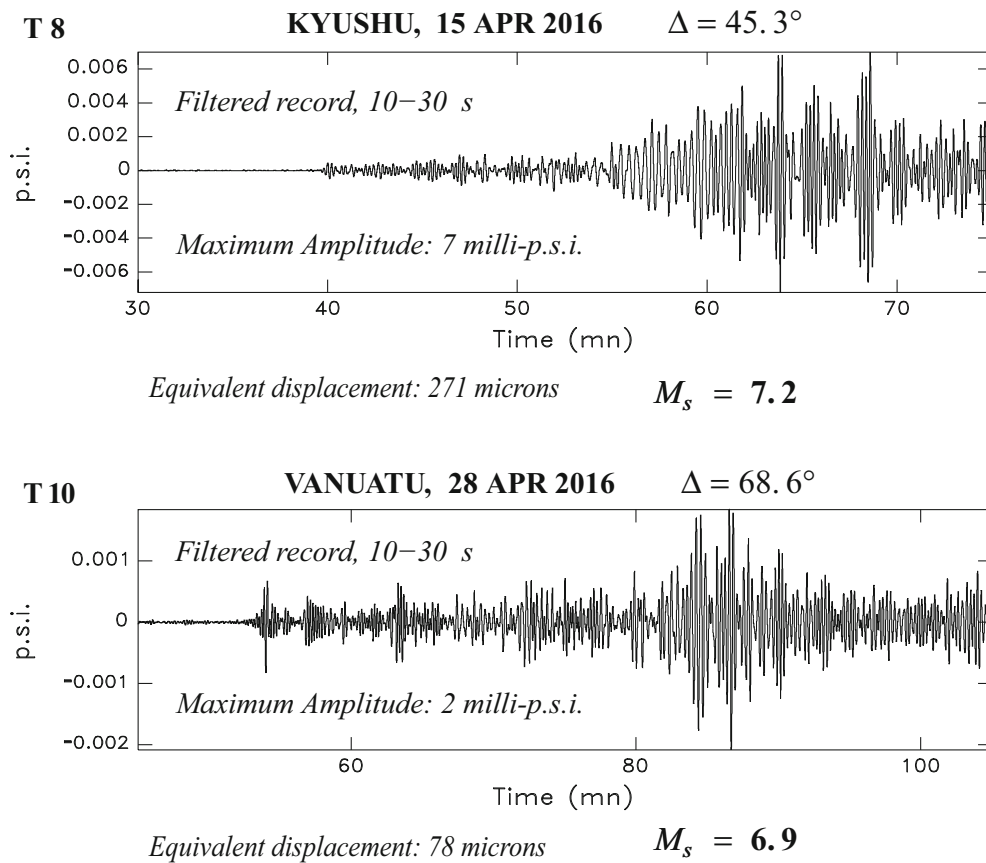 T 8 KYUSHU, 15 APR 2016 Δ = 45.3°
0.006
0.004
0.002
0
-0.002
-0.004
-0.006
p.s.i.
Filtered record, 10−30 s
Maximum Amplitude: 7 milli-p.s.i.
30 40 50 60 70
Time (mn)
Equivalent displacement: 271 microns Ms = 7.2
T 10 VANUATU, 28 APR 2016 Δ = 68.6°
0.001
0
-0.001
-0.002
p.s.i.
Filtered record, 10−30 s
Maximum Amplitude: 2 milli-p.s.i.
60 80 100
Time (mn)
Equivalent displacement: 78 microns Ms = 6.9